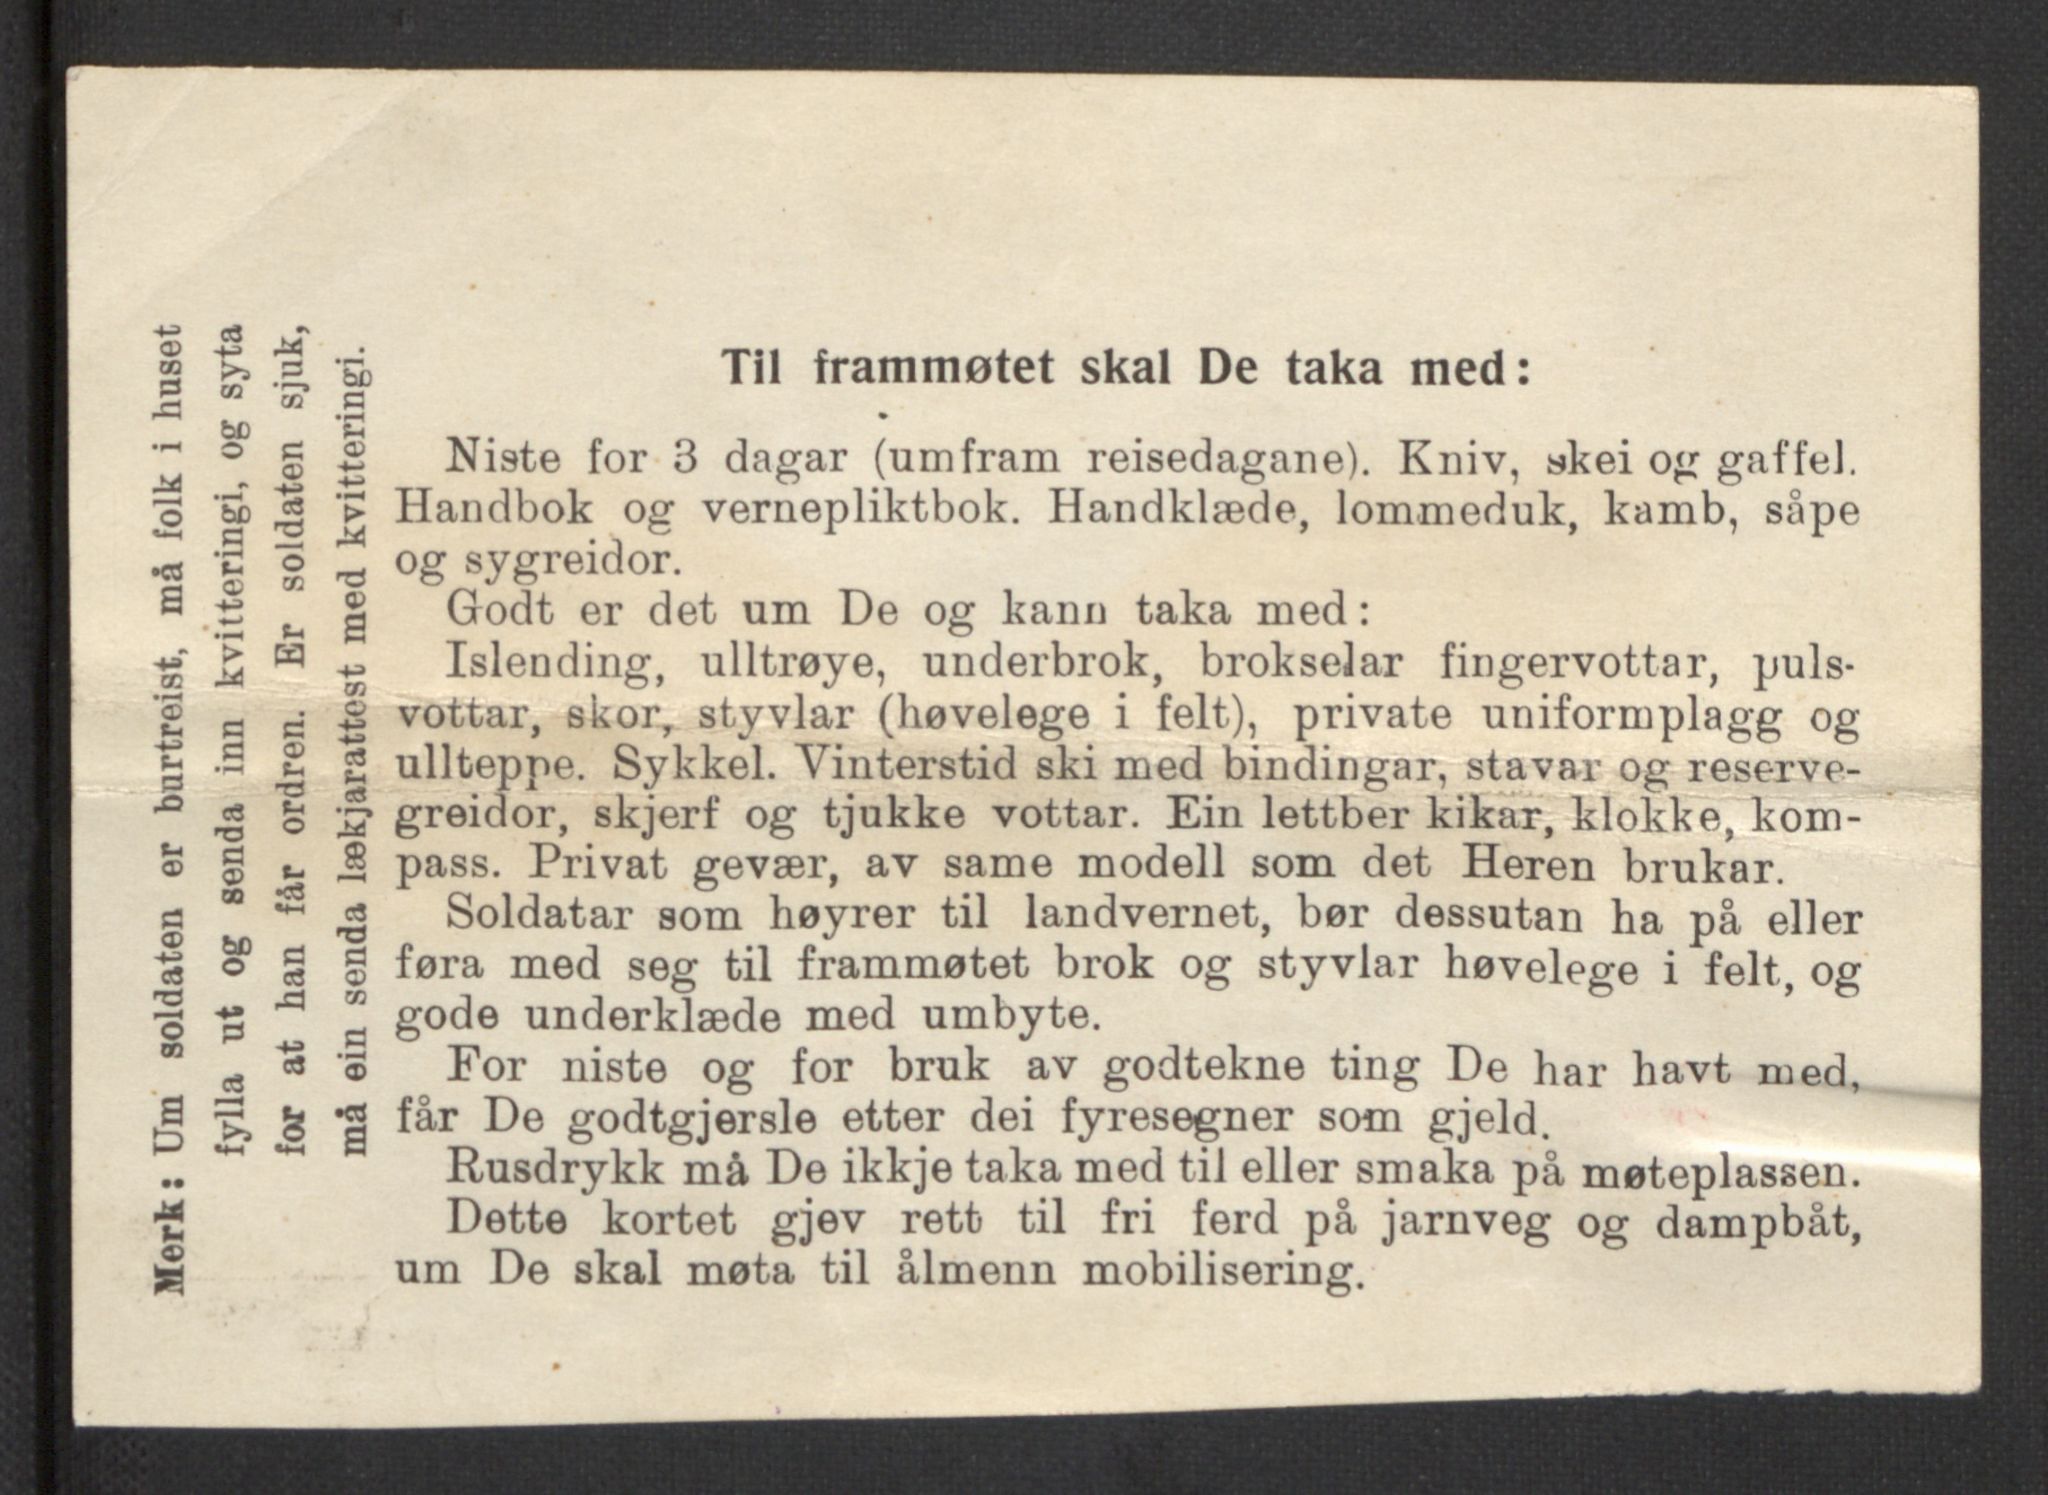 Til frammøtet skal De taka med:
Niste for 3 dagar (umfram reisedagane). Kniv, skei og gaffel.
Handbok og vernepliktbok. Handklæde, lommeduk, kamb, såpe
og sygreidor.
Godt er det um De og kann taka med:
Islending, ulltrøye, underbrok, brokselar fingervottar, puls-
vottar, skor, styvlar (høvelege i felt), private uniformplagg og
ullteppe. Sykkel. Vinterstid ski med bindingar, stavar og reserve-
greidor, skjerf og tjukke vottar. Ein lettber kikar, klokke, kom-
pass. Privat gevær, av same modell som det Heren brukar.
Soldatar som høyrer til landvernet, bør dessutan ha på eller
føra med seg til frammøtet brok og styvlar høvelege i felt, og
gode underklæde med umbyte.
For niste og for bruk av godtekne ting De har havt med,
får De godtgjersle etter dei fyresegner som gjeld.
Rusdrykk må De ikkje taka med til eller smaka på møteplassen.
Dette kortet gjev rett til fri ferd på jarnveg og dampbåt,
um De skal møta til ålmenn mobilisering.
Merk: Um soldaten er burtreist, må folk i huset
fylla ut og senda inn kvitteringi, og syta
for at han får ordren. Er soldaten sjuk,
må ein senda lækjarattest med kvitteringi.